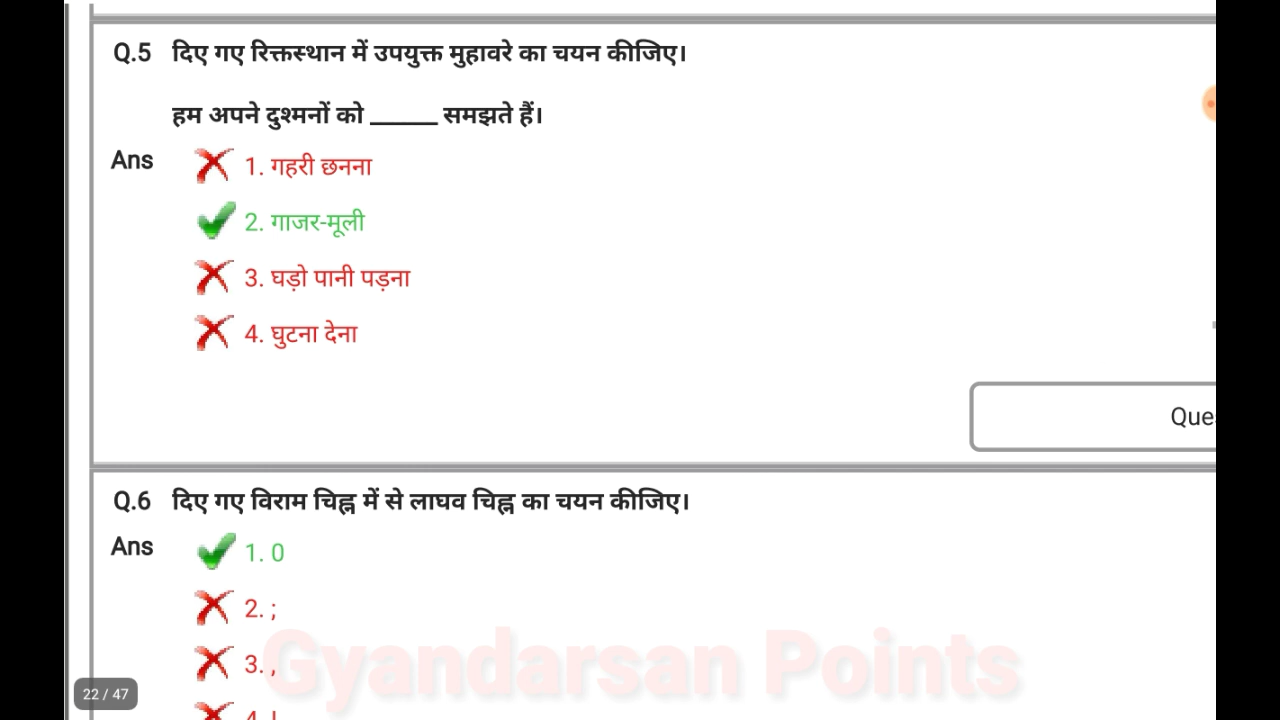 Q.5 दिए गए रिक्तस्थान में उपयुक्त मुहावरे का चयन कीजिए।
हम अपने दुश्मनों को ______ समझते हैं।
Ans 1. गहरी छनना
2. गाजर-मूली
3. घड़ो पानी पड़ना
4. घुटना देना
Que
Q.6 दिए गए विराम चिह्न में से लाघव चिह्न का चयन कीजिए।
Ans 1. 0
2. ;
3. ,
Gyandarsan Points
22 / 47